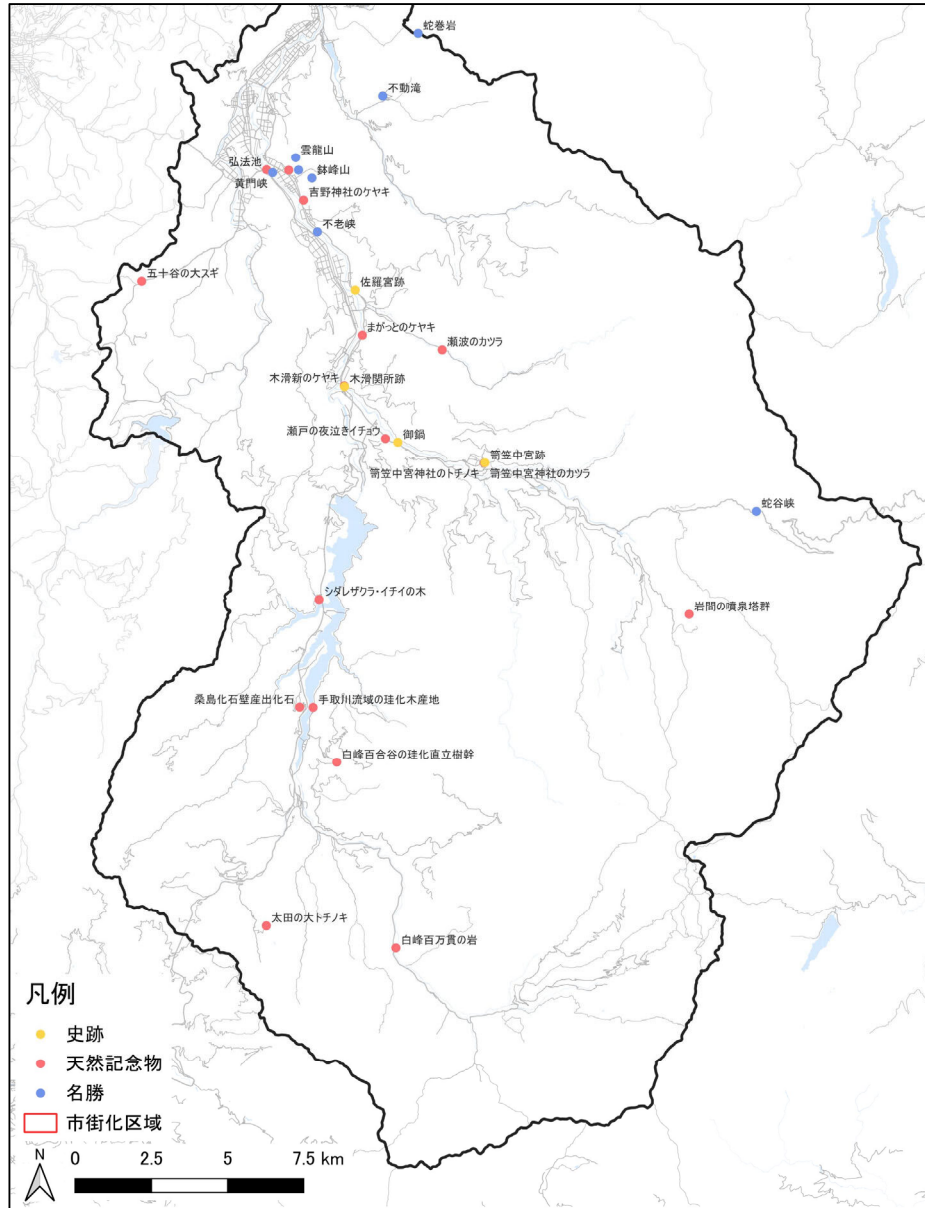 蛇巻岩
不動滝
雲龍山
弘法池
鉢峰山
黄門峡
吉野神社のケヤキ
不老峡
五十谷の大スギ
佐羅宮跡
まがっとのケヤキ
瀬波のカツラ
木滑新のケヤキ
木滑関所跡
瀬戸の夜泣きイチョウ
御鍋
笥笠中宮跡
笥笠中宮神社のトチノキ
笥笠中宮神社のカツラ
蛇谷峡
シダレザクラ・イチイの木
岩間の噴泉塔群
桑島化石壁産出化石
手取川流域の珪化木産地
白峰百合谷の珪化直立樹幹
太田の大トチノキ
白峰百万貫の岩
凡例
史跡
天然記念物
名勝
市街化区域
N
0 2.5 5 7.5 km